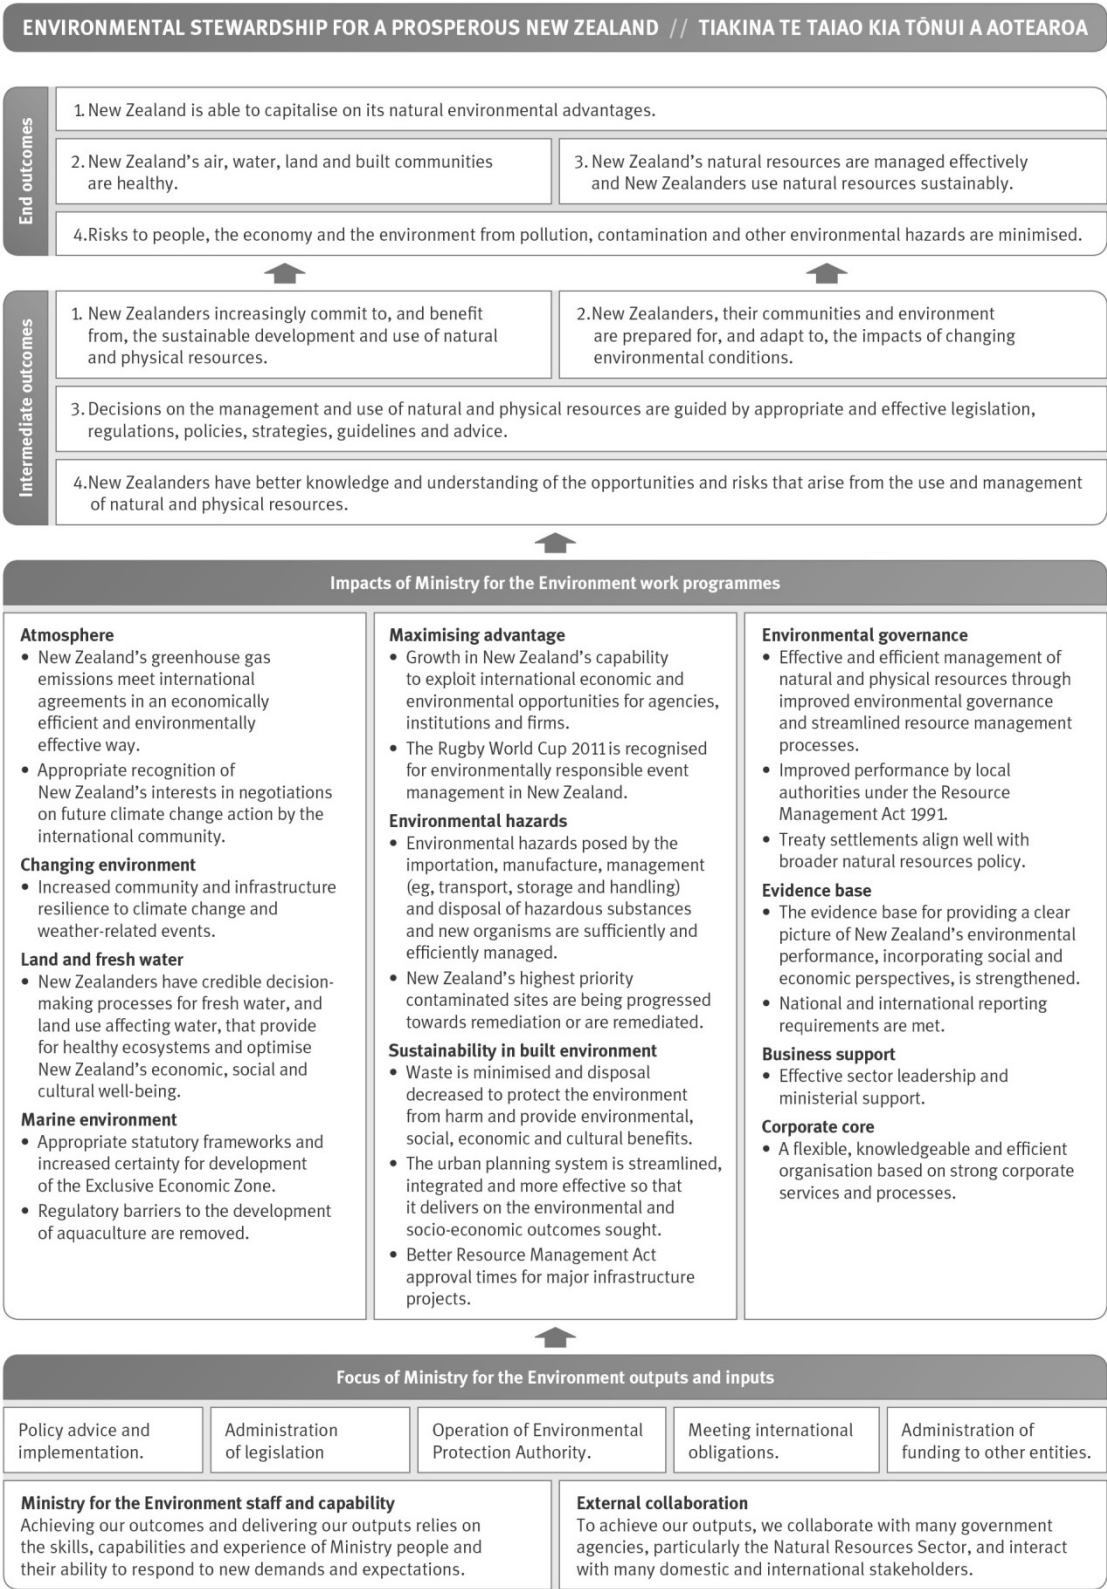 ENVIRONMENTAL STEWARDSHIP FOR A PROSPEROUS NEW ZEALAND // TIAKINA TE TAIAO KIA TŌNUI A AOTEAROA
End outcomes
1. New Zealand is able to capitalise on its natural environmental advantages.
2. New Zealand's air, water, land and built communities
are healthy.
3. New Zealand's natural resources are managed effectively
and New Zealanders use natural resources sustainably.
4.Risks to people, the economy and the environment from pollution, contamination and other environmental hazards are minimised.
Intermediate outcomes
1. New Zealanders increasingly commit to, and benefit
from, the sustainable development and use of natural
and physical resources.
2.New Zealanders, their communities and environment
are prepared for, and adapt to, the impacts of changing
environmental conditions.
3. Decisions on the management and use of natural and physical resources are guided by appropriate and effective legislation,
regulations, policies, strategies, guidelines and advice.
4.New Zealanders have better knowledge and understanding of the opportunities and risks that arise from the use and management
of natural and physical resources.
Impacts of Ministry for the Environment work programmes
Atmosphere
• New Zealand's greenhouse gas
emissions meet international
agreements in an economically
efficient and environmentally
effective way.
• Appropriate recognition of
New Zealand's interests in negotiations
on future climate change action by the
international community.
Changing environment
• Increased community and infrastructure
resilience to climate change and
weather-related events.
Land and fresh water
• New Zealanders have credible decision-
making processes for fresh water, and
land use affecting water, that provide
for healthy ecosystems and optimise
New Zealand's economic, social and
cultural well-being.
Marine environment
• Appropriate statutory frameworks and
increased certainty for development
of the Exclusive Economic Zone.
• Regulatory barriers to the development
of aquaculture are removed.
Maximising advantage
• Growth in New Zealand's capability
to exploit international economic and
environmental opportunities for agencies,
institutions and firms.
• The Rugby World Cup 2011 is recognised
for environmentally responsible event
management in New Zealand.
Environmental hazards
• Environmental hazards posed by the
importation, manufacture, management
(eg, transport, storage and handling)
and disposal of hazardous substances
and new organisms are sufficiently and
efficiently managed.
• New Zealand's highest priority
contaminated sites are being progressed
towards remediation or are remediated.
Sustainability in built environment
• Waste is minimised and disposal
decreased to protect the environment
from harm and provide environmental,
social, economic and cultural benefits.
• The urban planning system is streamlined,
integrated and more effective so that
it delivers on the environmental and
socio-economic outcomes sought.
• Better Resource Management Act
approval times for major infrastructure
projects.
Environmental governance
• Effective and efficient management of
natural and physical resources through
improved environmental governance
and streamlined resource management
processes.
• Improved performance by local
authorities under the Resource
Management Act 1991.
• Treaty settlements align well with
broader natural resources policy.
Evidence base
• The evidence base for providing a clear
picture of New Zealand's environmental
performance, incorporating social and
economic perspectives, is strengthened.
• National and international reporting
requirements are met.
Business support
• Effective sector leadership and
ministerial support.
Corporate core
• A flexible, knowledgeable and efficient
organisation based on strong corporate
services and processes.
Focus of Ministry for the Environment outputs and inputs
Policy advice and
implementation.
Administration
of legislation
Operation of Environmental
Protection Authority.
Meeting international
obligations.
Administration of
funding to other entities.
Ministry for the Environment staff and capability
Achieving our outcomes and delivering our outputs relies on
the skills, capabilities and experience of Ministry people and
their ability to respond to new demands and expectations.
External collaboration
To achieve our outputs, we collaborate with many government
agencies, particularly the Natural Resources Sector, and interact
with many domestic and international stakeholders.